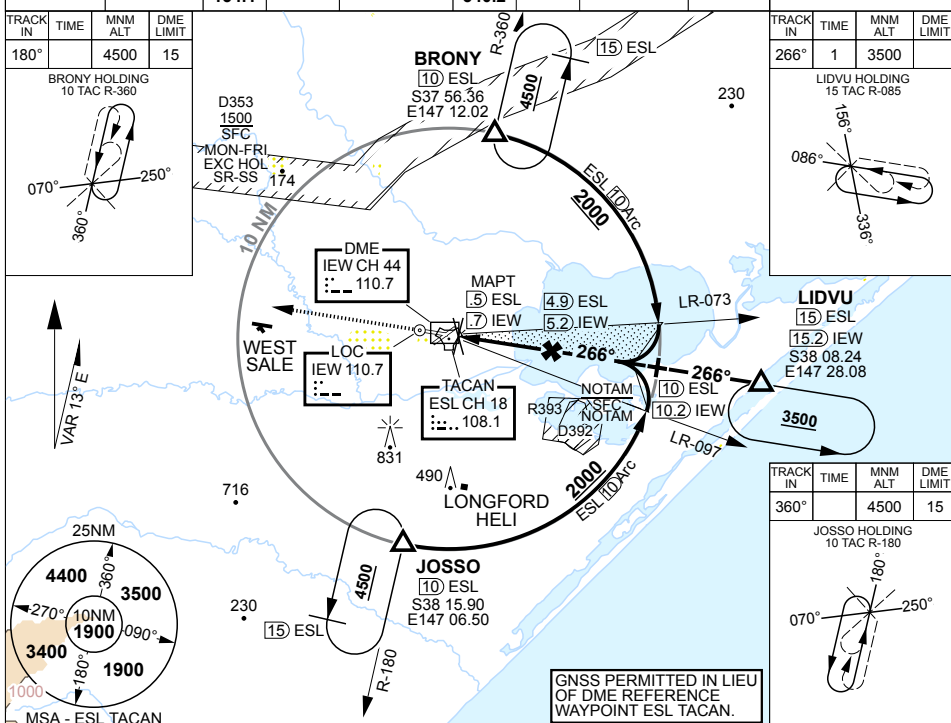 TRACK IN TIME MNM ALT DME LIMIT
180° 4500 15
BRONY HOLDING
10 TAC R-360
070°
250°
360°
D353
1500
SFC
MON-FRI
EXC HOL
SR-SS
174
BRONY
10 ESL
S37 56.36
E147 12.02
R-360
4500
15 ESL
230
TRACK IN TIME MNM ALT DME LIMIT
266° 1 3500
LIDVU HOLDING
15 TAC R-085
156°
086°
336°
10 NM
ESL 10 Arc
2000
DME
IEW CH 44
110.7
MAPT
.5 ESL
.7 IEW
4.9 ESL
5.2 IEW
LR-073
LIDVU
15 ESL
15.2 IEW
S38 08.24
E147 28.08
VAR 13° E
WEST
SALE
LOC
IEW 110.7
266°
266°
TACAN
ESL CH 18
108.1
NOTAM
SFC
NOTAM
R393
D392
10 ESL
10.2 IEW
3500
LR-097
831
490
LONGFORD
HELI
2000
ESL 10 Arc
716
JOSSO
10 ESL
S38 15.90
E147 06.50
4500
15 ESL
R-180
230
25NM
4400
360°
3500
270°
10NM
1900
090°
3400
180°
1900
1000
MSA - ESL TACAN
TRACK IN TIME MNM ALT DME LIMIT
360° 4500 15
JOSSO HOLDING
10 TAC R-180
180°
070°
250°
GNSS PERMITTED IN LIEU
OF DME REFERENCE
WAYPOINT ESL TACAN.